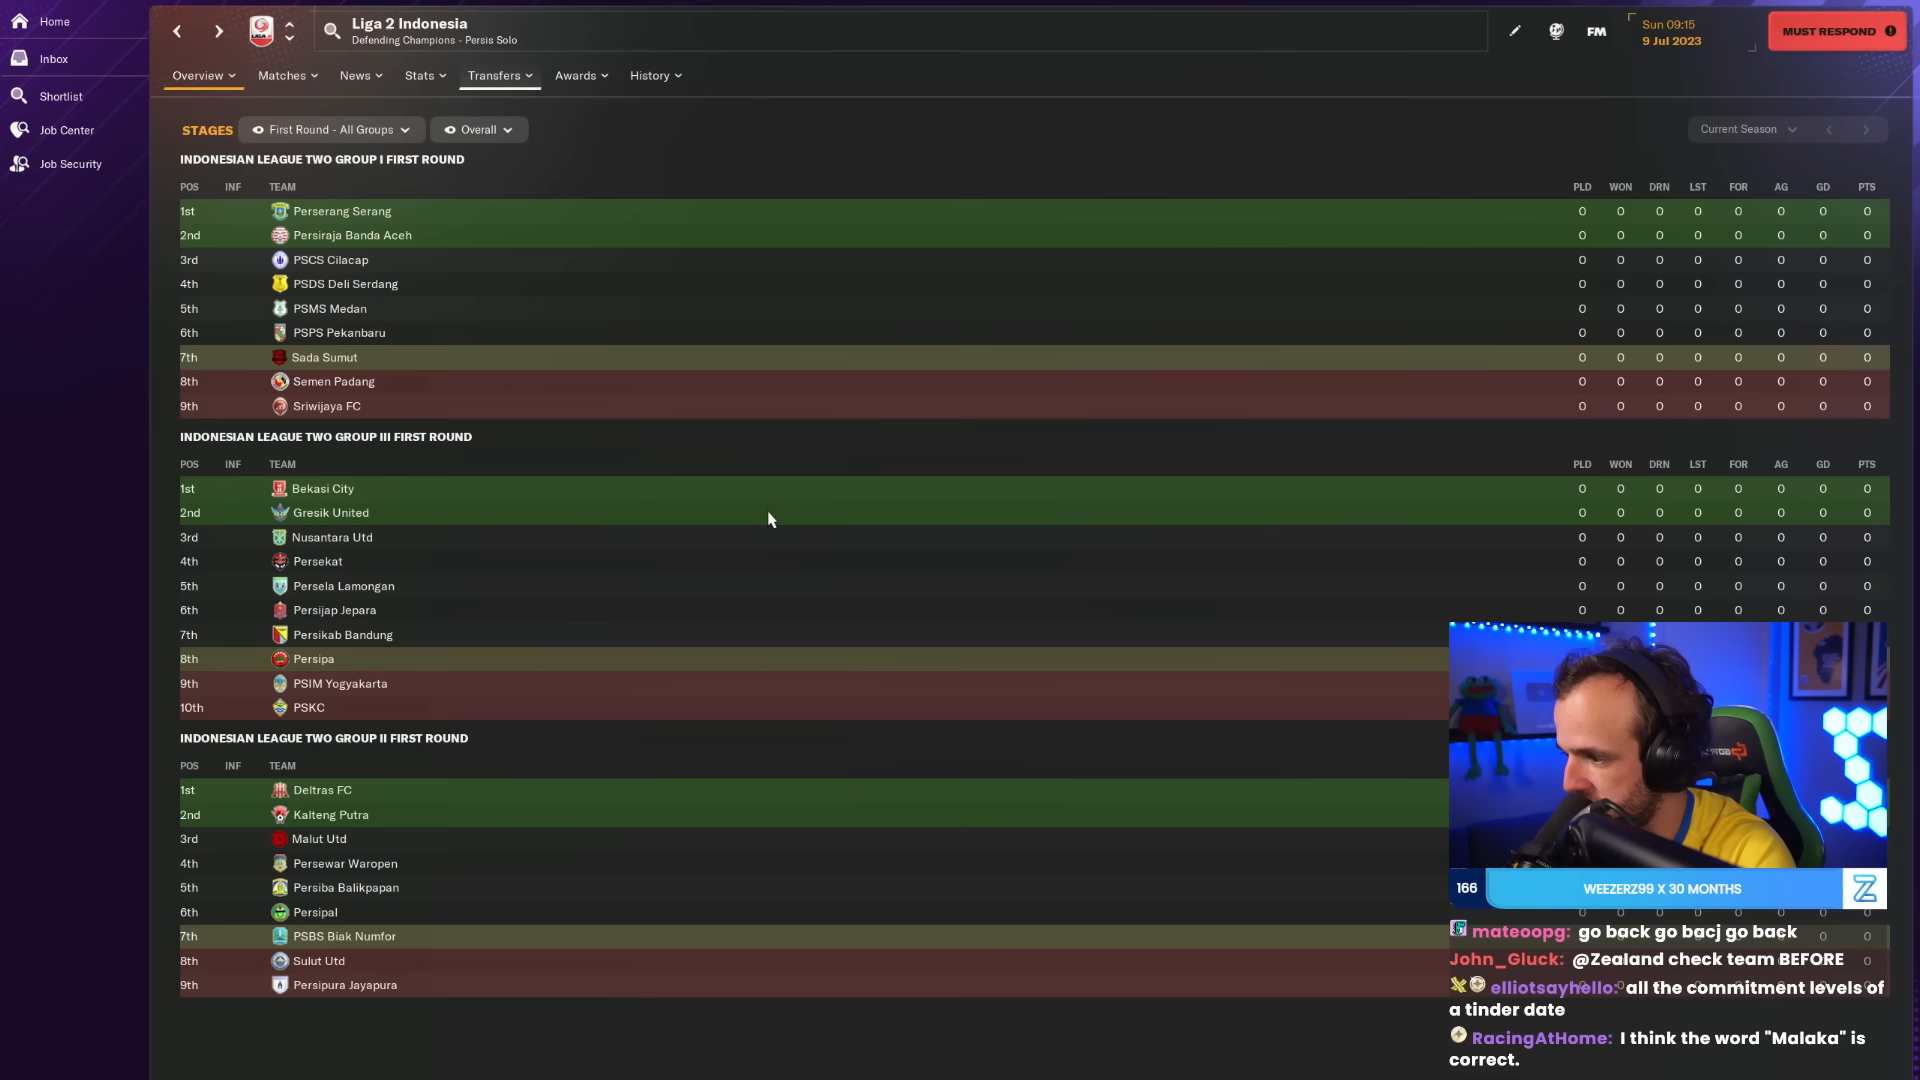 Home
Inbox
Shortlist
Job Center
Job Security
Liga 2 Indonesia
Defending Champions - Persis Solo
FM
Sun 09:15
9 Jul 2023
MUST RESPOND
Overview Matches News Stats Transfers Awards History
STAGES First Round - All Groups Overall Current Season
INDONESIAN LEAGUE TWO GROUP I FIRST ROUND
POS INF TEAM PLD WON DRN LST FOR AG GD PTS
1st Perserang Serang 0 0 0 0 0 0 0 0
2nd Persiraja Banda Aceh 0 0 0 0 0 0 0 0
3rd PSCS Cilacap 0 0 0 0 0 0 0 0
4th PSDS Deli Serdang 0 0 0 0 0 0 0 0
5th PSMS Medan 0 0 0 0 0 0 0 0
6th PSPS Pekanbaru 0 0 0 0 0 0 0 0
7th Sada Sumut 0 0 0 0 0 0 0 0
8th Semen Padang 0 0 0 0 0 0 0 0
9th Sriwijaya FC 0 0 0 0 0 0 0 0
INDONESIAN LEAGUE TWO GROUP III FIRST ROUND
POS INF TEAM PLD WON DRN LST FOR AG GD PTS
1st Bekasi City 0 0 0 0 0 0 0 0
2nd Gresik United 0 0 0 0 0 0 0 0
3rd Nusantara Utd 0 0 0 0 0 0 0 0
4th Persekat 0 0 0 0 0 0 0 0
5th Persela Lamongan 0 0 0 0 0 0 0 0
6th Persijap Jepara 0 0 0 0 0 0 0 0
7th Persikab Bandung
8th Persipa
9th PSIM Yogyakarta
10th PSKC
INDONESIAN LEAGUE TWO GROUP II FIRST ROUND
POS INF TEAM
1st Deltras FC
2nd Kalteng Putra
3rd Malut Utd
4th Persewar Waropen
5th Persiba Balikpapan
6th Persipal 0 0 0 0 0 0 0 0
7th PSBS Biak Numfor 0 0
8th Sulut Utd 0
9th Persipura Jayapura
166 WEEZERZ99 X 30 MONTHS Z
mateoopg: go back go bacj go back
John_Gluck: @Zealand check team BEFORE
elliotsayhello: all the commitment levels of
a tinder date
RacingAtHome: I think the word "Malaka" is
correct.